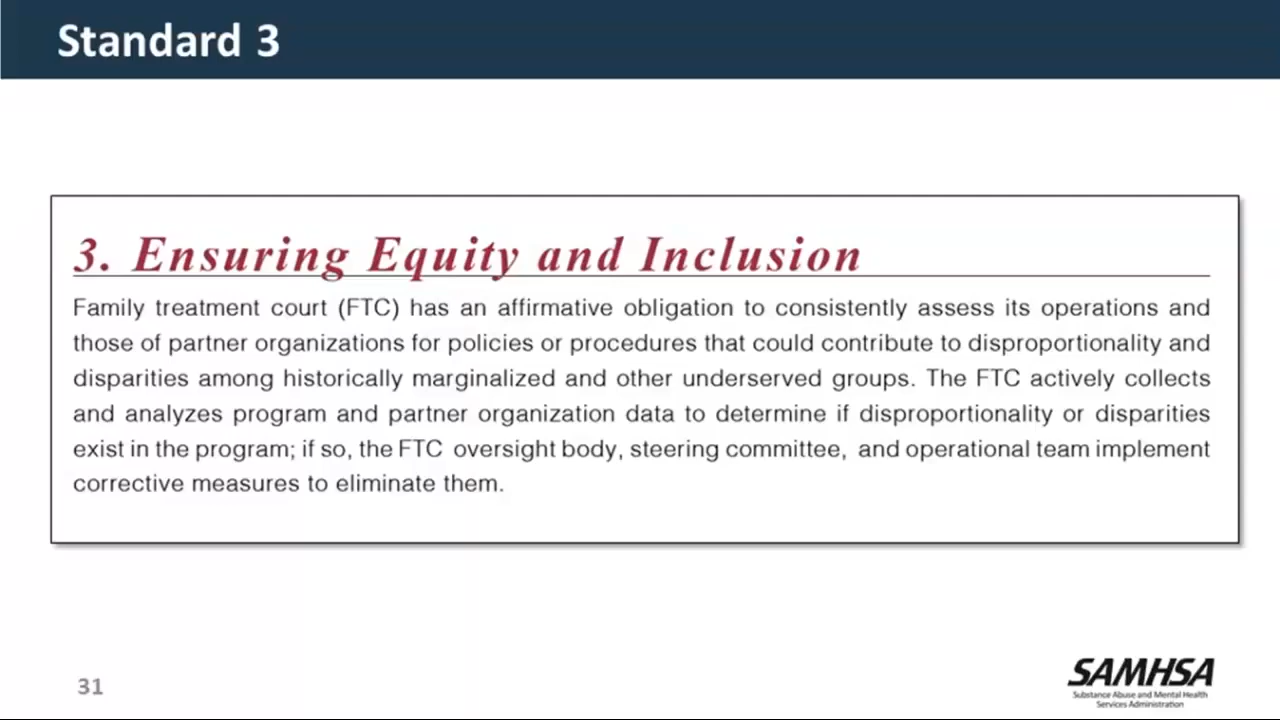 Standard 3
3. Ensuring Equity and Inclusion
Family treatment court (FTC) has an affirmative obligation to consistently assess its operations and
those of partner organizations for policies or procedures that could contribute to disproportionality and
disparities among historically marginalized and other underserved groups. The FTC actively collects
and analyzes program and partner organization data to determine if disproportionality or disparities
exist in the program; if so, the FTC oversight body, steering committee, and operational team implement
corrective measures to eliminate them.
31
SAMHSA
Substance Abuse and Mental Health
Services Administration